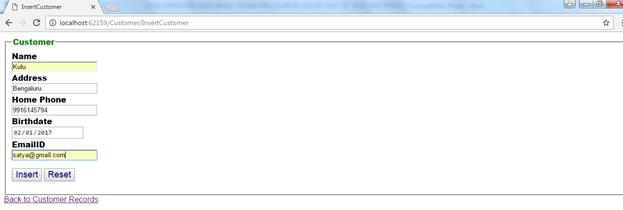 InsertCustomer
localhost:62159/Customer/InsertCustomer
Customer
Name
Kulu
Address
Bengaluru
Home Phone
9916145794
Birthdate
02/01/2017
EmailID
satya@gmail.com
Insert Reset
Back to Customer Records